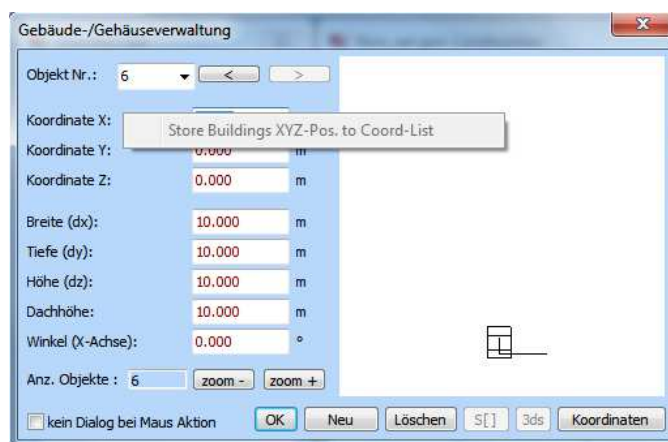 Gebäude-/Gehäuseverwaltung
Objekt Nr.: 6 < >
Koordinate X:
Store Buildings XYZ-Pos. to Coord-List
Koordinate Y: 0.000 m
Koordinate Z: 0.000 m
Breite (dx): 10.000 m
Tiefe (dy): 10.000 m
Höhe (dz): 10.000 m
Dachhöhe: 10.000 m
Winkel (X-Achse): 0.000 °
Anz. Objekte : 6 zoom - zoom +
kein Dialog bei Maus Aktion OK Neu Löschen S[] 3ds Koordinaten